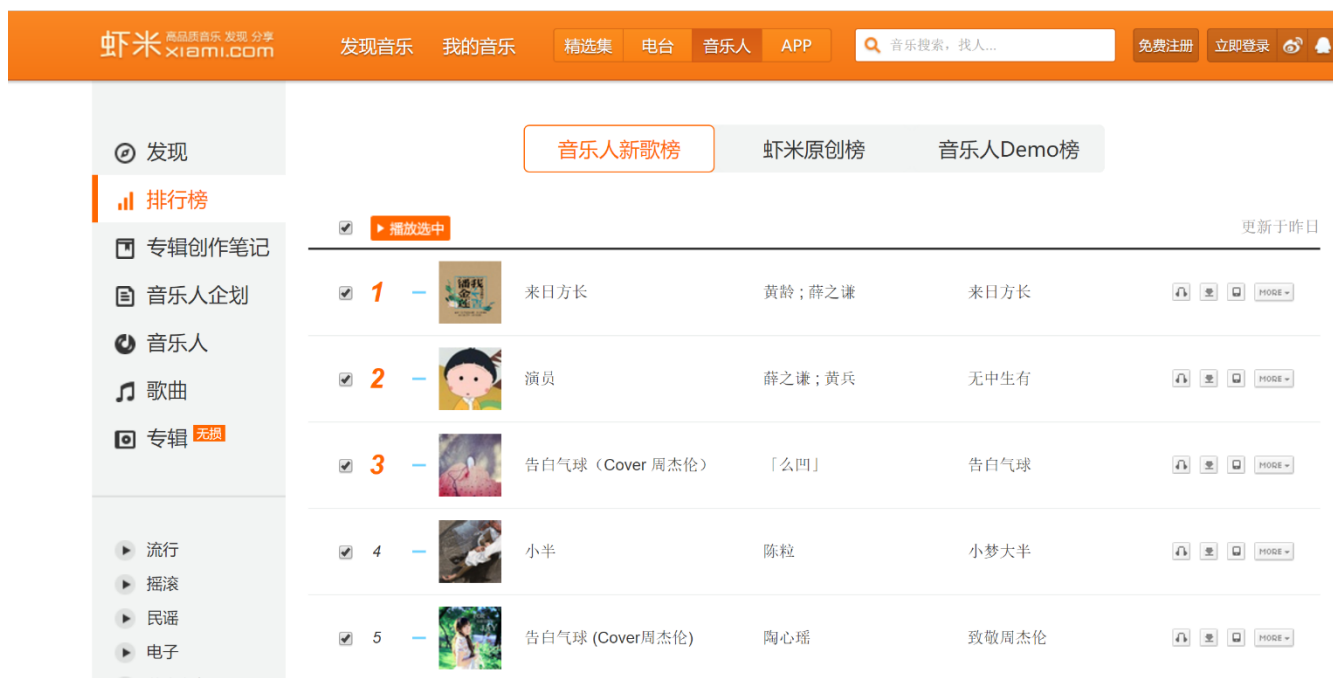 虾米 高品质音乐 发现 分享
xiami.com
发现音乐 我的音乐 精选集 电台 音乐人 APP 音乐搜索，找人... 免费注册 立即登录
发现
排行榜
专辑创作笔记
音乐人企划
音乐人
歌曲
专辑 无损
流行
摇滚
民谣
电子
音乐人新歌榜 虾米原创榜 音乐人Demo榜
播放选中 更新于昨日
1 来日方长 黄龄 ; 薛之谦 来日方长 MORE
2 演员 薛之谦 ; 黄兵 无中生有 MORE
3 告白气球（Cover 周杰伦） 「么凹」 告白气球 MORE
4 小半 陈粒 小梦大半 MORE
5 告白气球 (Cover周杰伦) 陶心瑶 致敬周杰伦 MORE